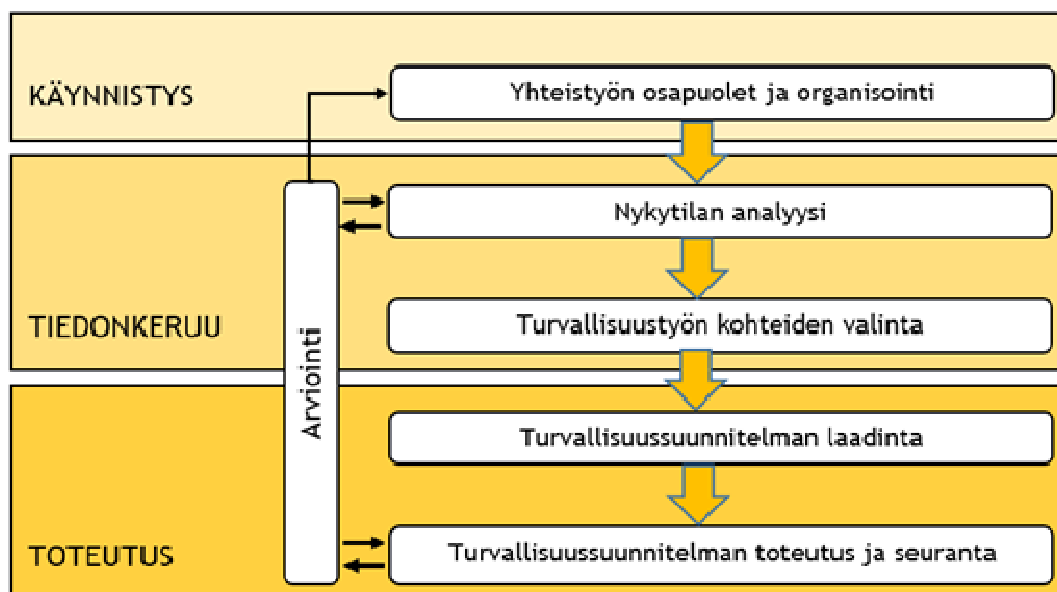 KÄYNNISTYS
Yhteistyön osapuolet ja organisointi
Nykytilan analyysi
TIEDONKERUU
Turvallisuustyön kohteiden valinta
Arviointi
Turvallisuussuunnitelman laadinta
TOTEUTUS
Turvallisuussuunnitelman toteutus ja seuranta